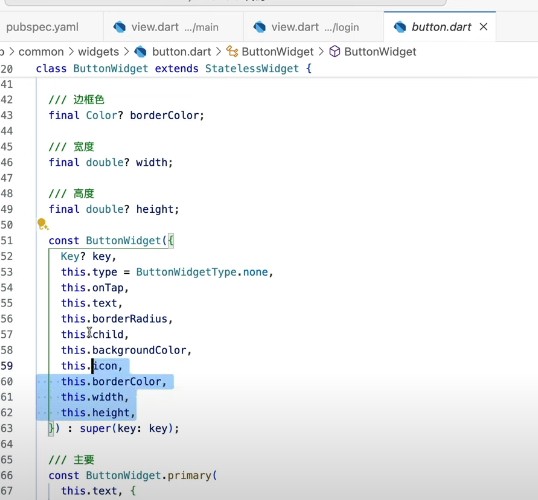 pubspec.yaml view.dart .../main view.dart .../login button.dart
common > widgets > button.dart > ButtonWidget > ButtonWidget
20 class ButtonWidget extends StatelessWidget {
41
42 /// 边框色
43 final Color? borderColor;
44
45 /// 宽度
46 final double? width;
47
48 /// 高度
49 final double? height;
50
51 const ButtonWidget({
52 Key? key,
53 this.type = ButtonWidgetType.none,
54 this.onTap,
55 this.text,
56 this.borderRadius,
57 this.child,
58 this.backgroundColor,
59 this.icon,
60 this.borderColor,
61 this.width,
62 this.height,
63 }) : super(key: key);
64
65 /// 主要
66 const ButtonWidget.primary(
67 this.text, {